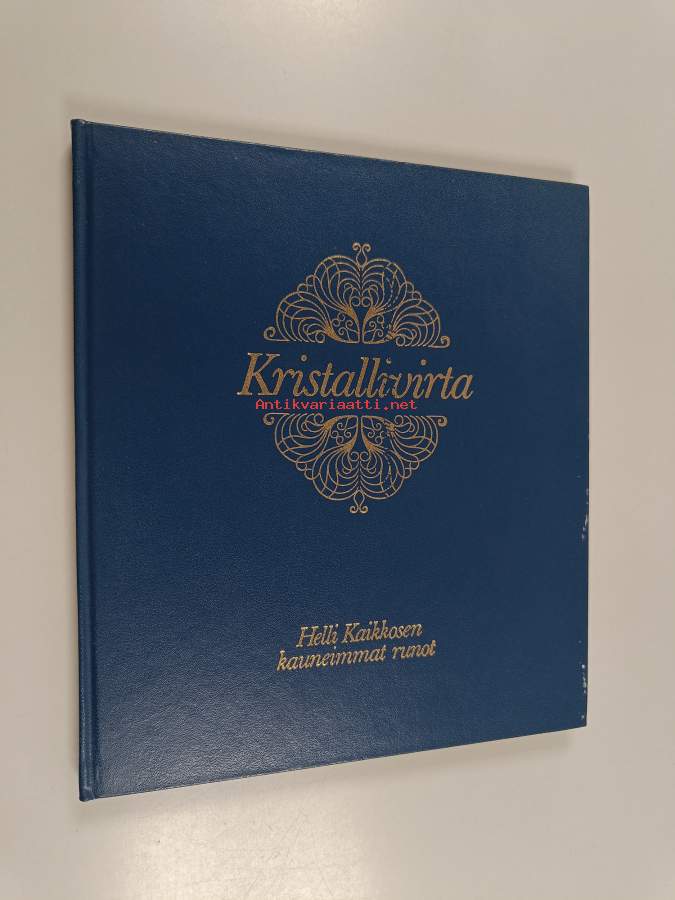 Kristallivirta
Antikvariaatti.net
Helli Kaikkosen
kauneimmat runot